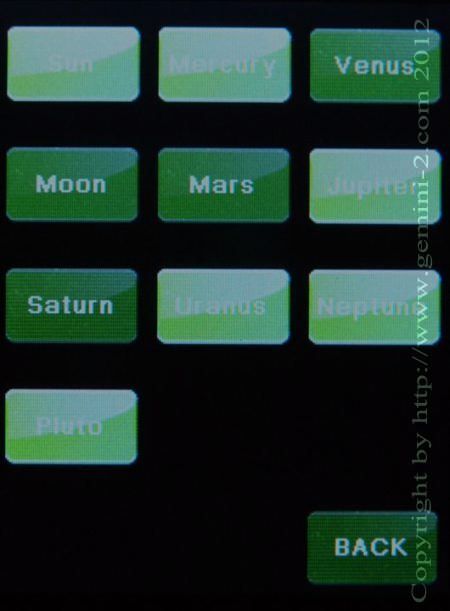 Sun
Mercury
Venus
Moon
Mars
Jupiter
Saturn
Uranus
Neptune
Pluto
BACK
Copyright by http://www.gemini-2.com 2012